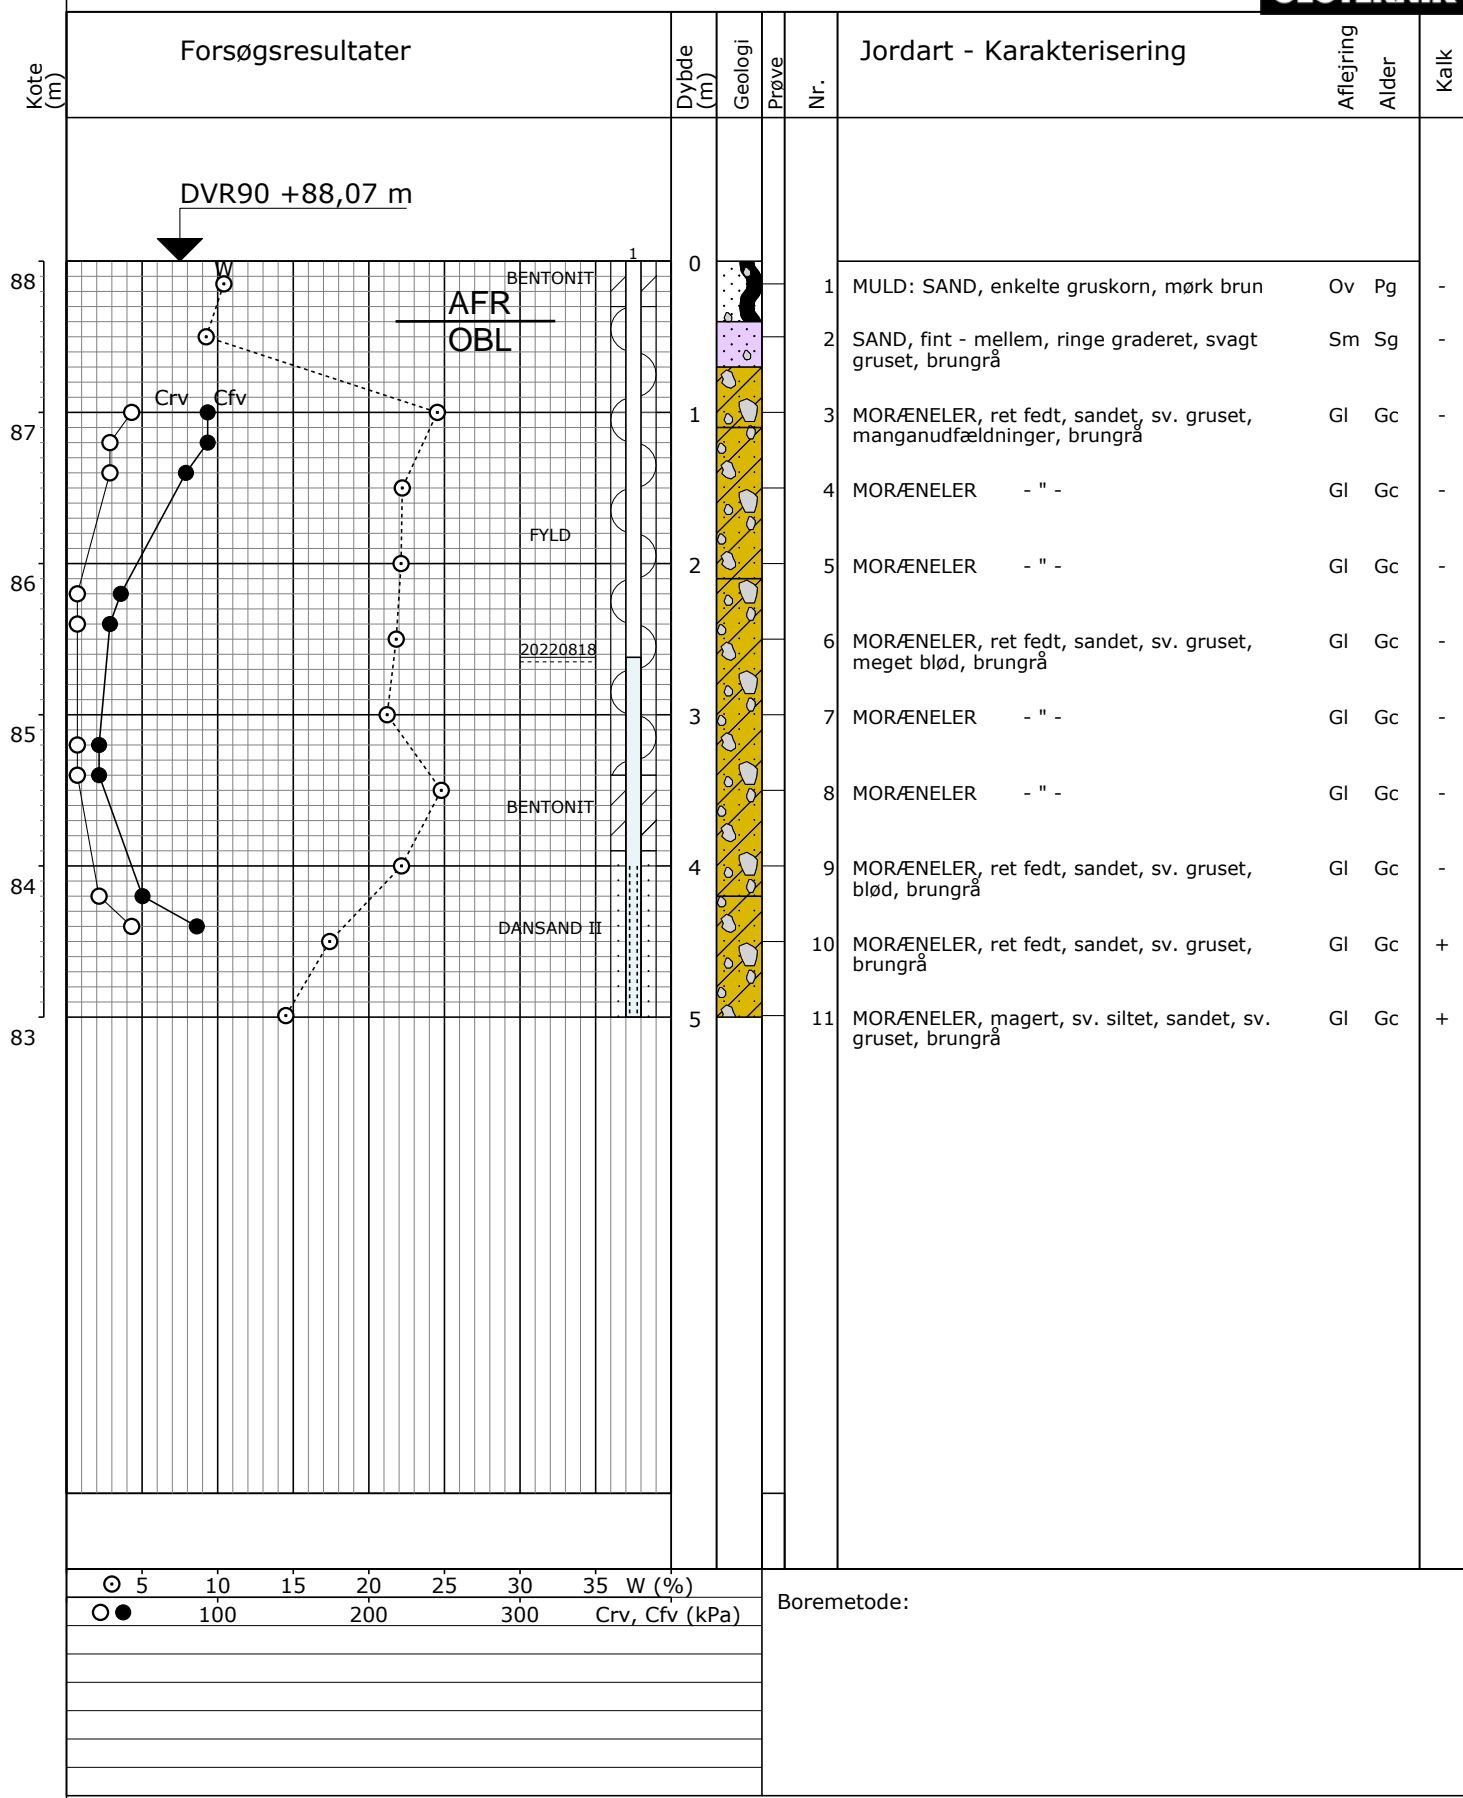 Kote (m)
Forsøgsresultater
Dybde (m)
Geologi
Prøve
Nr.
Jordart - Karakterisering
Aflejring
Alder
Kalk
DVR90 +88,07 m
W
1
BENTONIT
AFR
OBL
Crv
Cfv
FYLD
20220818
BENTONIT
DANSAND II
88
87
86
85
84
83
0
1
2
3
4
5
1 MULD: SAND, enkelte gruskorn, mørk brun Ov Pg -
2 SAND, fint - mellem, ringe graderet, svagt Sm Sg -
gruset, brungrå
3 MORÆNELER, ret fedt, sandet, sv. gruset, Gl Gc -
manganudfældninger, brungrå
4 MORÆNELER - " - Gl Gc -
5 MORÆNELER - " - Gl Gc -
6 MORÆNELER, ret fedt, sandet, sv. gruset, Gl Gc -
meget blød, brungrå
7 MORÆNELER - " - Gl Gc -
8 MORÆNELER - " - Gl Gc -
9 MORÆNELER, ret fedt, sandet, sv. gruset, Gl Gc -
blød, brungrå
10 MORÆNELER, ret fedt, sandet, sv. gruset, Gl Gc +
brungrå
11 MORÆNELER, magert, sv. siltet, sandet, sv. Gl Gc +
gruset, brungrå
5 10 15 20 25 30 35 W (%)
100 200 300 Crv, Cfv (kPa)
Boremetode: